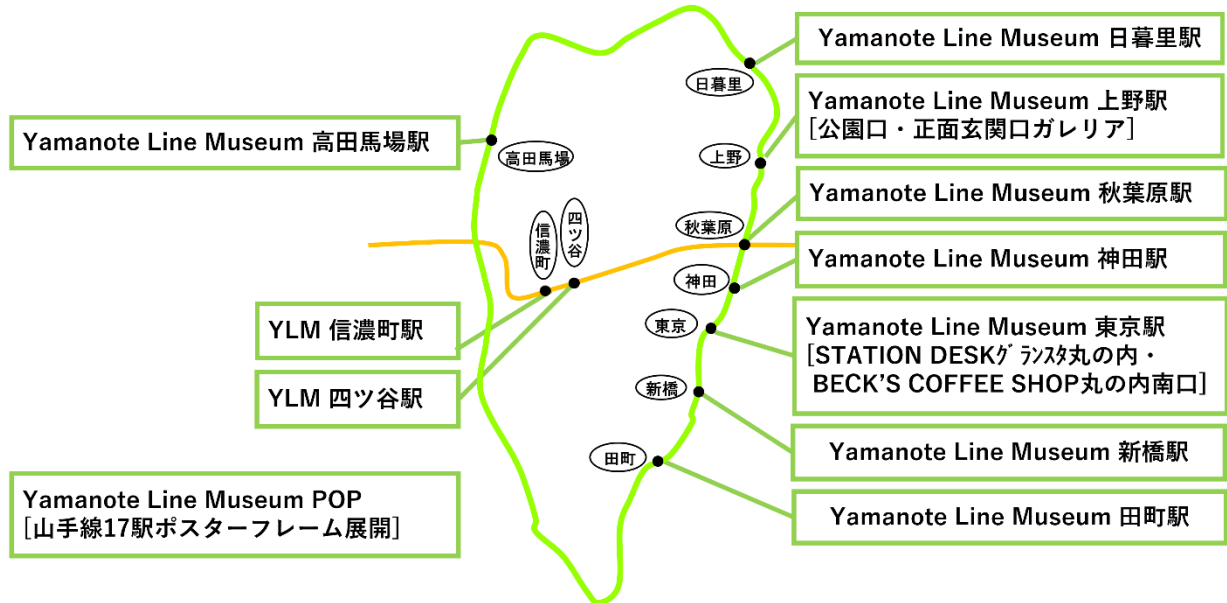 Yamanote Line Museum 日暮里駅
日暮里
Yamanote Line Museum 上野駅
[公園口・正面玄関口ガレリア]
上野
Yamanote Line Museum 高田馬場駅
高田馬場
Yamanote Line Museum 秋葉原駅
秋葉原
四ツ谷
信濃町
Yamanote Line Museum 神田駅
神田
YLM 信濃町駅
東京
Yamanote Line Museum 東京駅
[STATION DESKグランスタ丸の内・
BECK'S COFFEE SHOP丸の内南口]
YLM 四ツ谷駅
新橋
Yamanote Line Museum 新橋駅
田町
Yamanote Line Museum POP
[山手線17駅ポスターフレーム展開]
Yamanote Line Museum 田町駅